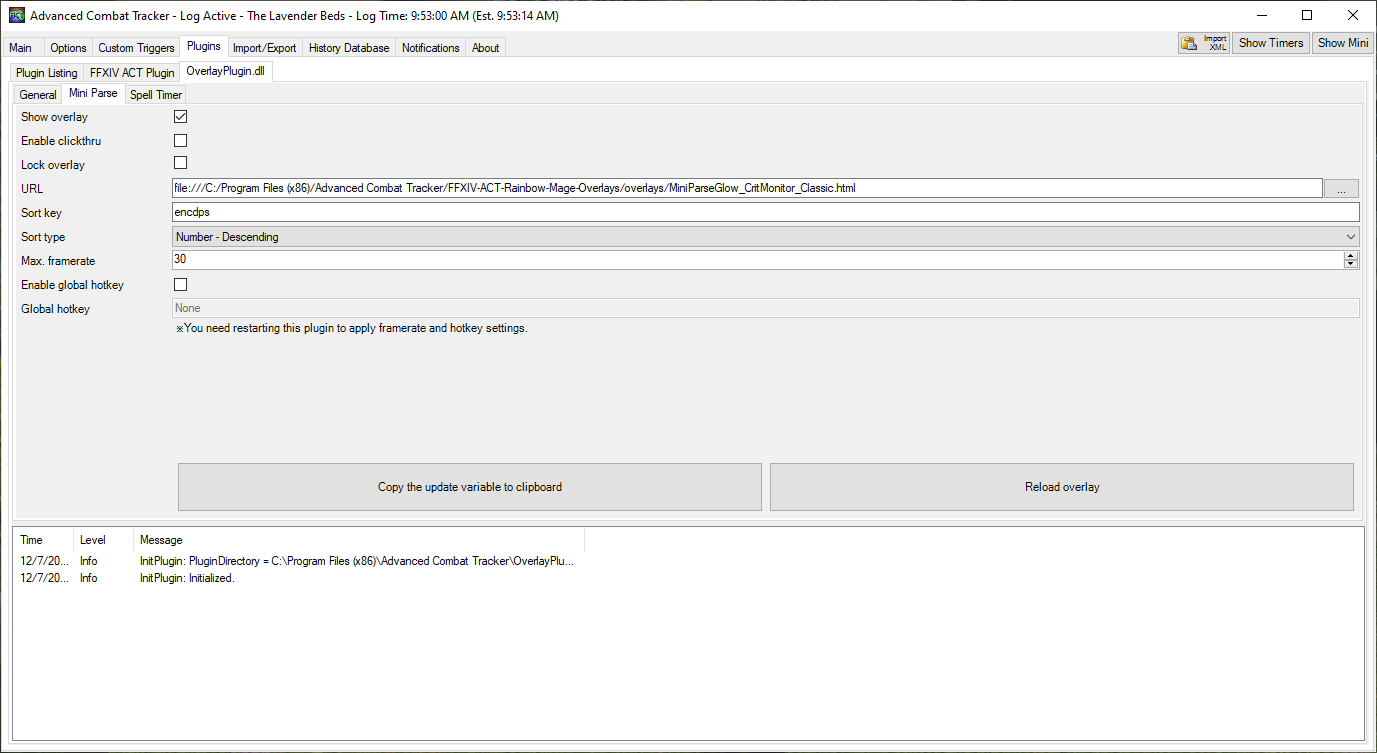 Advanced Combat Tracker - Log Active - The Lavender Beds - Log Time: 9:53:00 AM (Est. 9:53:14 AM)
Main Options Custom Triggers Plugins Import/Export History Database Notifications About Import XML Show Timers Show Mini
Plugin Listing FFXIV ACT Plugin OverlayPlugin.dll
General Mini Parse Spell Timer
Show overlay
Enable clickthru
Lock overlay
URL file:///C:/Program Files (x86)/Advanced Combat Tracker/FFXIV-ACT-Rainbow-Mage-Overlays/overlays/MiniParseGlow_CritMonitor_Classic.html ...
Sort key encdps
Sort type Number - Descending
Max. framerate 30
Enable global hotkey
Global hotkey None
※You need restarting this plugin to apply framerate and hotkey settings.
Copy the update variable to clipboard Reload overlay
Time Level Message
12/7/20... Info InitPlugin: PluginDirectory = C:\Program Files (x86)\Advanced Combat Tracker\OverlayPlu...
12/7/20... Info InitPlugin: Initialized.